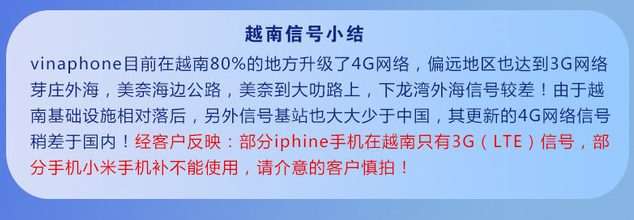 越南信号小结
vinaphone目前在越南80%的地方升级了4G网络，偏远地区也达到3G网络
芽庄外海，美奈海边公路，美奈到大叻路上，下龙湾外海信号较差！由于越
南基础设施相对落后，另外信号基站也大大少于中国，其更新的4G网络信号
稍差于国内！经客户反映：部分iphine手机在越南只有3G（LTE）信号，部
分手机小米手机补不能使用，请介意的客户慎拍！